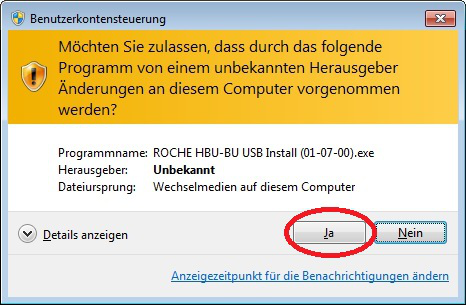 Benutzerkontensteuerung
Möchten Sie zulassen, dass durch das folgende
Programm von einem unbekannten Herausgeber
Änderungen an diesem Computer vorgenommen
werden?
Programmname: ROCHE HBU-BU USB Install (01-07-00).exe
Herausgeber: Unbekannt
Dateiursprung: Wechselmedien auf diesem Computer
Details anzeigen Ja Nein
Anzeigezeitpunkt für die Benachrichtigungen ändern